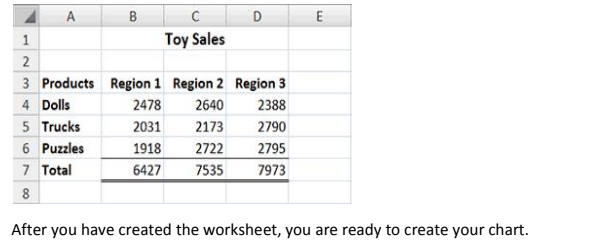 A B C D E
1 Toy Sales
2
3 Products Region 1 Region 2 Region 3
4 Dolls 2478 2640 2388
5 Trucks 2031 2173 2790
6 Puzzles 1918 2722 2795
7 Total 6427 7535 7973
8
After you have created the worksheet, you are ready to create your chart.